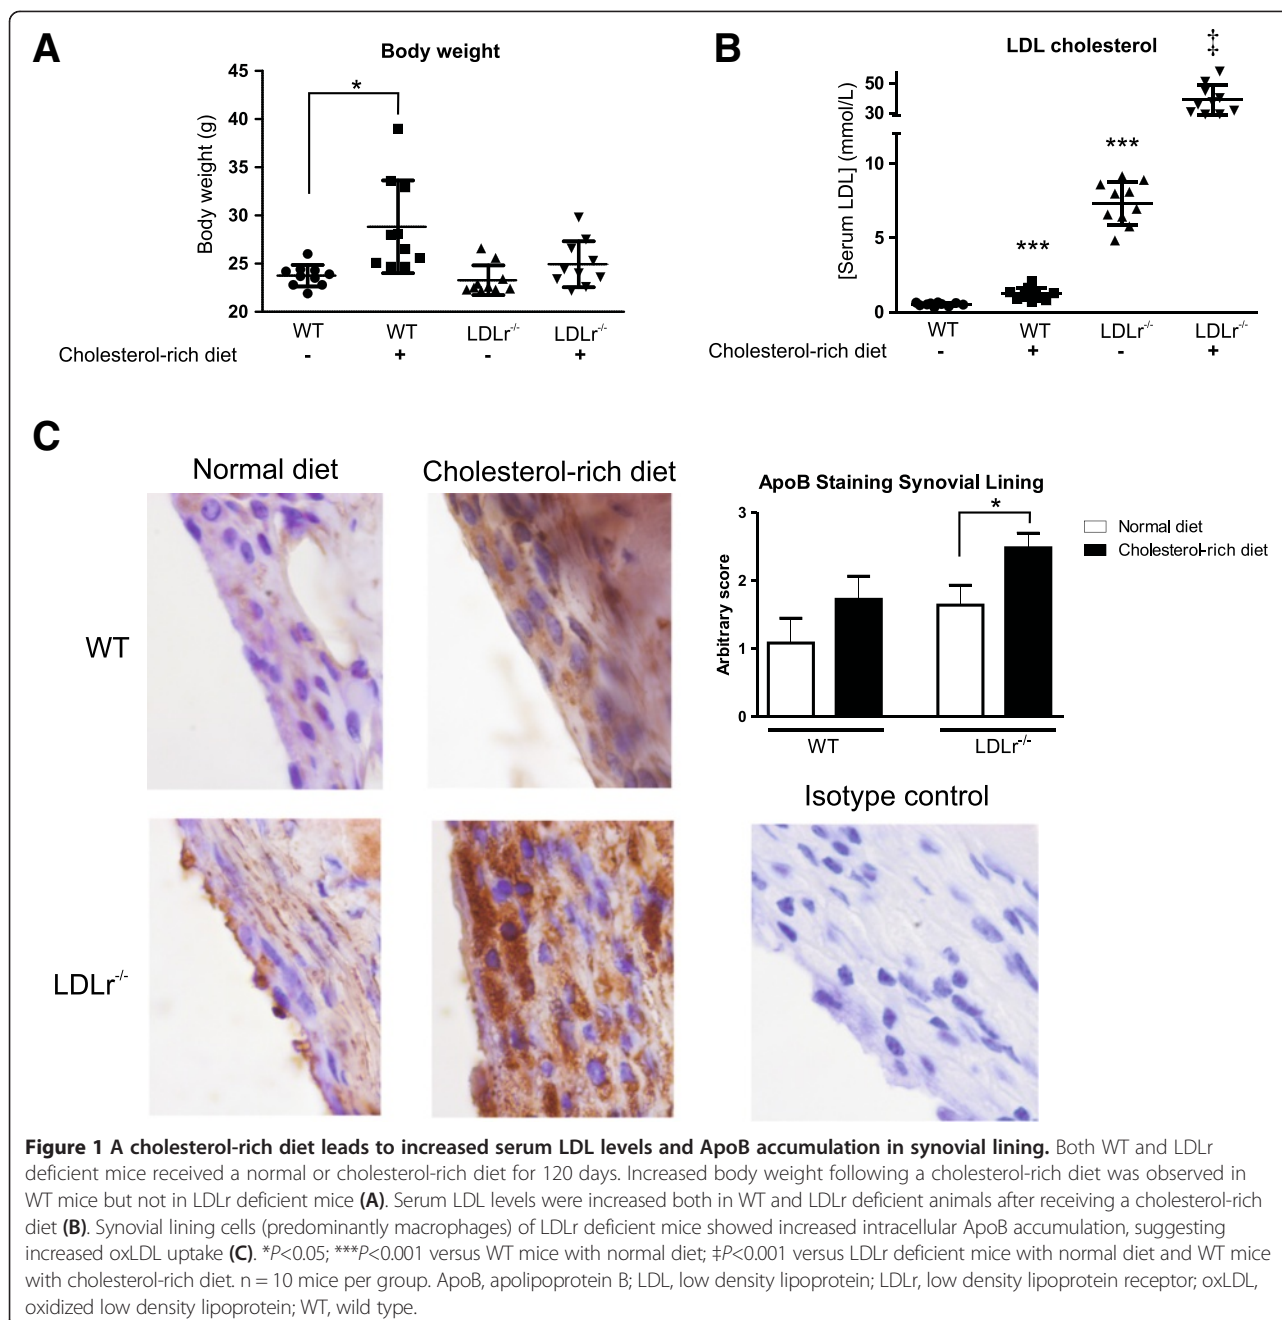 A
Body weight
Body weight (g)
45
40
35
30
25
20
*
WT WT LDLr-/- LDLr-/-
Cholesterol-rich diet - + - +
B
LDL cholesterol
[Serum LDL] (mmol/L)
50
30
10
5
0
***
***
‡
WT WT LDLr-/- LDLr-/-
Cholesterol-rich diet - + - +
C
Normal diet
Cholesterol-rich diet
WT
LDLr-/-
ApoB Staining Synovial Lining
Arbitrary score
3
2
1
0
*
WT LDLr-/-
Normal diet
Cholesterol-rich diet
Isotype control
Figure 1 A cholesterol-rich diet leads to increased serum LDL levels and ApoB accumulation in synovial lining. Both WT and LDLr
deficient mice received a normal or cholesterol-rich diet for 120 days. Increased body weight following a cholesterol-rich diet was observed in
WT mice but not in LDLr deficient mice (A). Serum LDL levels were increased both in WT and LDLr deficient animals after receiving a cholesterol-rich
diet (B). Synovial lining cells (predominantly macrophages) of LDLr deficient mice showed increased intracellular ApoB accumulation, suggesting
increased oxLDL uptake (C). *P<0.05; ***P<0.001 versus WT mice with normal diet; ‡P<0.001 versus LDLr deficient mice with normal diet and WT mice
with cholesterol-rich diet. n = 10 mice per group. ApoB, apolipoprotein B; LDL, low density lipoprotein; LDLr, low density lipoprotein receptor; oxLDL,
oxidized low density lipoprotein; WT, wild type.